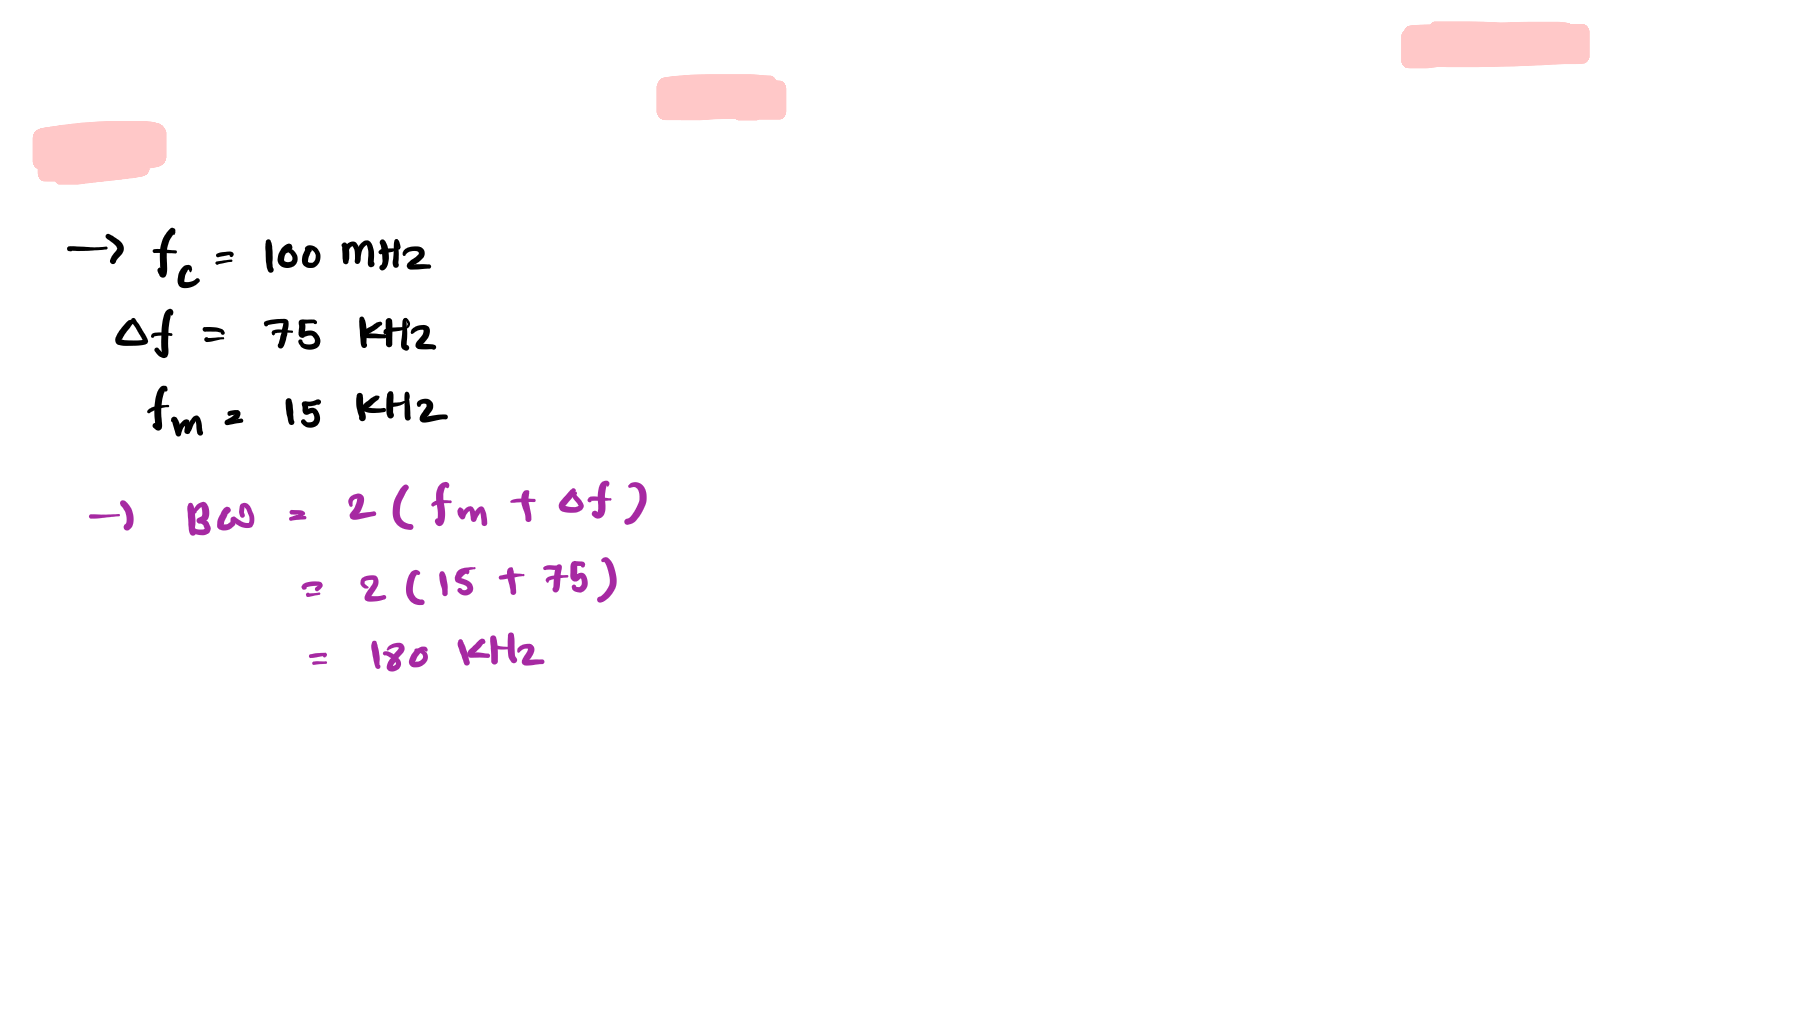 → fc = 100 mHz
Δf = 75 KHz
fm = 15 KHz
→ BW = 2 ( fm + Δf )
= 2 ( 15 + 75 )
= 180 KHz